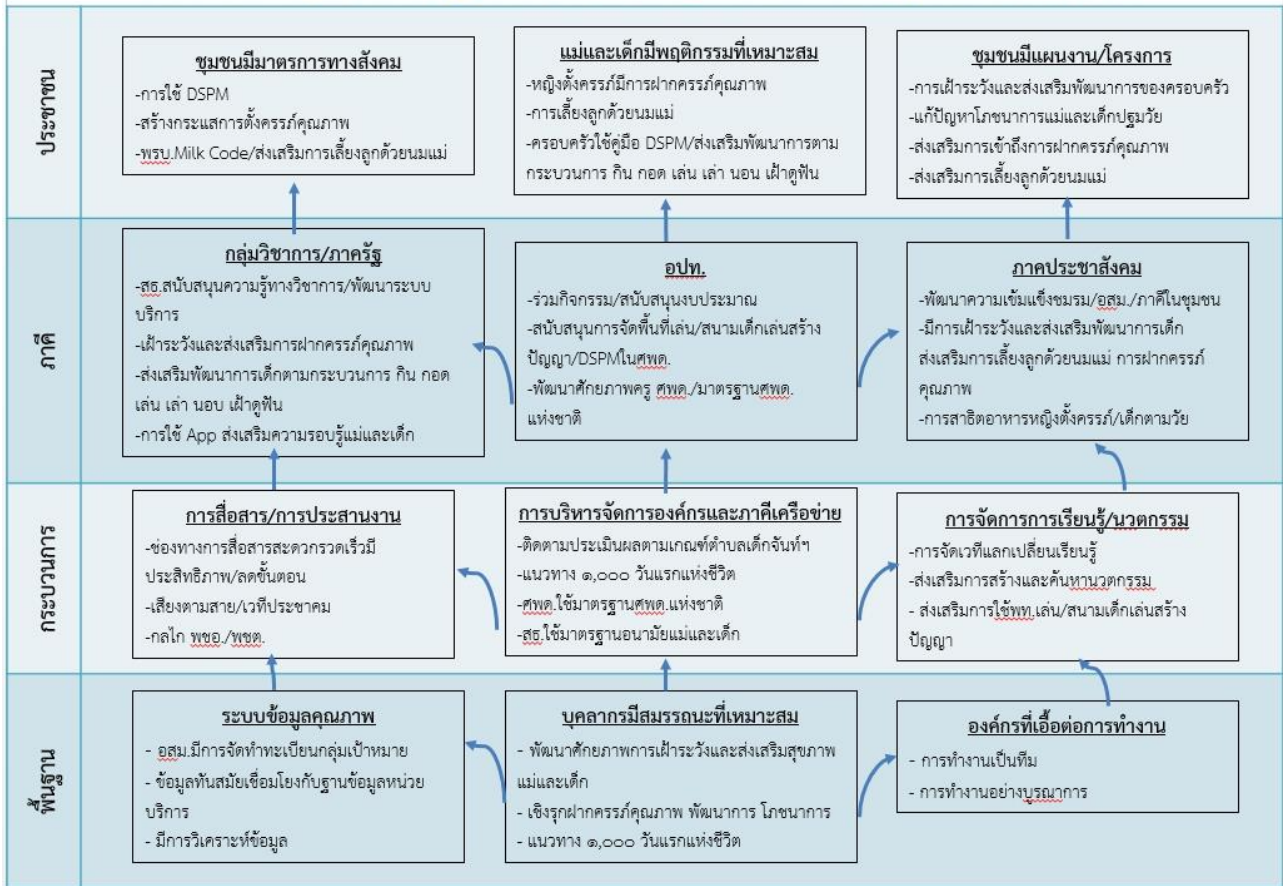 ประชาชน
ชุมชนมีมาตรการทางสังคม
-การใช้ DSPM
-สร้างกระแสการตั้งครรภ์คุณภาพ
-พรบ.Milk Code/ส่งเสริมการเลี้ยงลูกด้วยนมแม่
แม่และเด็กมีพฤติกรรมที่เหมาะสม
-หญิงตั้งครรภ์มีการฝากครรภ์คุณภาพ
-การเลี้ยงลูกด้วยนมแม่
-ครอบครัวใช้คู่มือ DSPM/ส่งเสริมพัฒนาการตาม
กระบวนการ กิน กอด เล่น เล่า นอน เฝ้าดูฟัน
ชุมชนมีแผนงาน/โครงการ
-การเฝ้าระวังและส่งเสริมพัฒนาการของครอบครัว
-แก้ปัญหาโภชนาการแม่และเด็กปฐมวัย
-ส่งเสริมการเข้าถึงการฝากครรภ์คุณภาพ
-ส่งเสริมการเลี้ยงลูกด้วยนมแม่
ภาคี
กลุ่มวิชาการ/ภาครัฐ
-สธ.สนับสนุนความรู้ทางวิชาการ/พัฒนาระบบ
บริการ
-เฝ้าระวังและส่งเสริมการฝากครรภ์คุณภาพ
-ส่งเสริมพัฒนาการเด็กตามกระบวนการ กิน กอด
เล่น เล่า นอบ เฝ้าดูฟัน
-การใช้ App ส่งเสริมความรอบรู้แม่และเด็ก
อปท.
-ร่วมกิจกรรม/สนับสนุนงบประมาณ
-สนับสนุนการจัดพื้นที่เล่น/สนามเด็กเล่นสร้าง
ปัญญา/DSPMในศพด.
-พัฒนาศักยภาพครู ศพด./มาตรฐานศพด.
แห่งชาติ
ภาคประชาสังคม
-พัฒนาความเข้มแข็งชมรม/อสม./ภาคีในชุมชน
-มีการเฝ้าระวังและส่งเสริมพัฒนาการเด็ก
ส่งเสริมการเลี้ยงลูกด้วยนมแม่ การฝากครรภ์
คุณภาพ
-การสาธิตอาหารหญิงตั้งครรภ์/เด็กตามวัย
กระบวนการ
การสื่อสาร/การประสานงาน
-ช่องทางการสื่อสารสะดวกรวดเร็วมี
ประสิทธิภาพ/ลดขั้นตอน
-เสียงตามสาย/เวทีประชาคม
-กลไก พชอ./พชต.
การบริหารจัดการองค์กรและภาคีเครือข่าย
-ติดตามประเมินผลตามเกณฑ์ตำบลเด็กจันท์ฯ
-แนวทาง ๑,๐๐๐ วันแรกแห่งชีวิต
-ศพด.ใช้มาตรฐานศพด.แห่งชาติ
-สธ.ใช้มาตรฐานอนามัยแม่และเด็ก
การจัดการการเรียนรู้/นวตกรรม
-การจัดเวทีแลกเปลี่ยนเรียนรู้
-ส่งเสริมการสร้างและค้นหานวตกรรม
- ส่งเสริมการใช้พท.เล่น/สนามเด็กเล่นสร้าง
ปัญญา
พื้นฐาน
ระบบข้อมูลคุณภาพ
- อสม.มีการจัดทำทะเบียนกลุ่มเป้าหมาย
- ข้อมูลทันสมัยเชื่อมโยงกับฐานข้อมูลหน่วย
บริการ
- มีการวิเคราะห์ข้อมูล
บุคลากรมีสมรรถนะที่เหมาะสม
- พัฒนาศักยภาพการเฝ้าระวังและส่งเสริมสุขภาพ
แม่และเด็ก
- เชิงรุกฝากครรภ์คุณภาพ พัฒนาการ โภชนาการ
- แนวทาง ๑,๐๐๐ วันแรกแห่งชีวิต
องค์กรที่เอื้อต่อการทำงาน
- การทำงานเป็นทีม
- การทำงานอย่างบูรณาการ